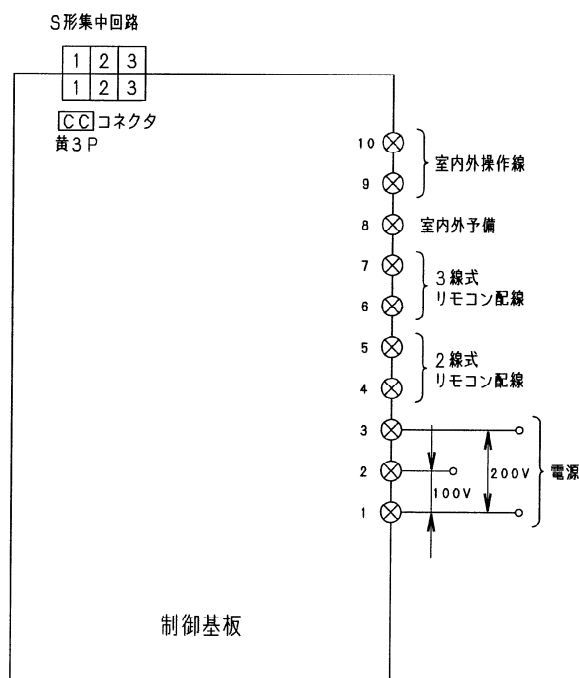 S形集中回路
1 2 3
1 2 3
CC コネクタ
黄3P
10
9
室内外操作線
8 室内外予備
7
6
3線式
リモコン配線
5
4
2線式
リモコン配線
3
2
1
100V
200V
電源
制御基板